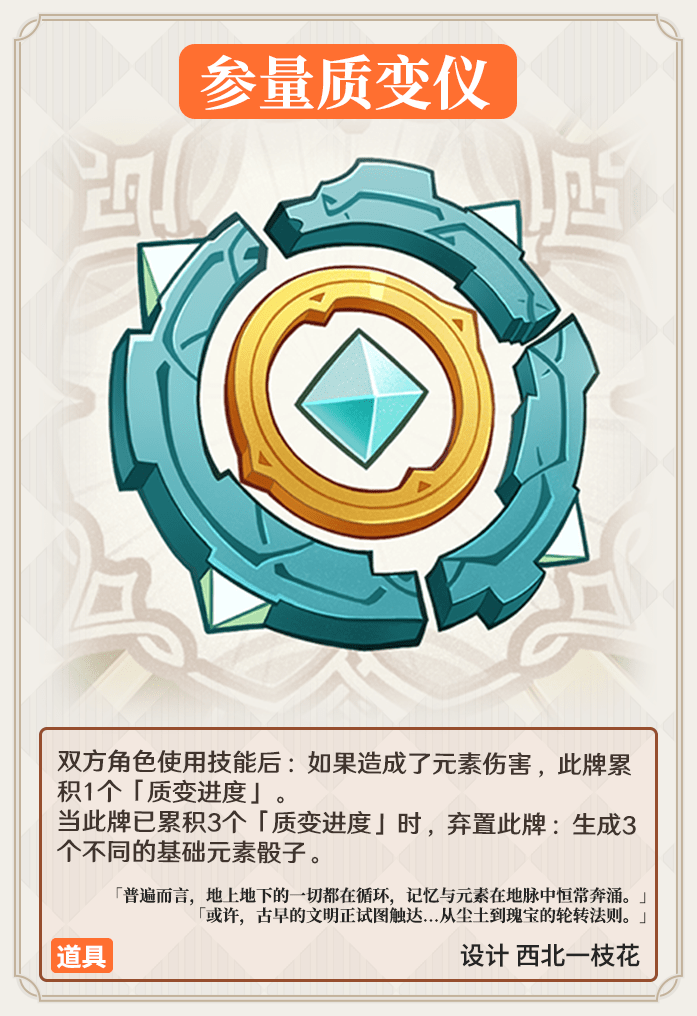 参量质变仪
双方角色使用技能后：如果造成了元素伤害，此牌累
积1个「质变进度」。
当此牌已累积3个「质变进度」时，弃置此牌：生成3
个不同的基础元素骰子。
「普遍而言，地上地下的一切都在循环，记忆与元素在地脉中恒常奔涌。」
「或许，古早的文明正试图触达…从尘土到瑰宝的轮转法则。」
道具
设计 西北一枝花